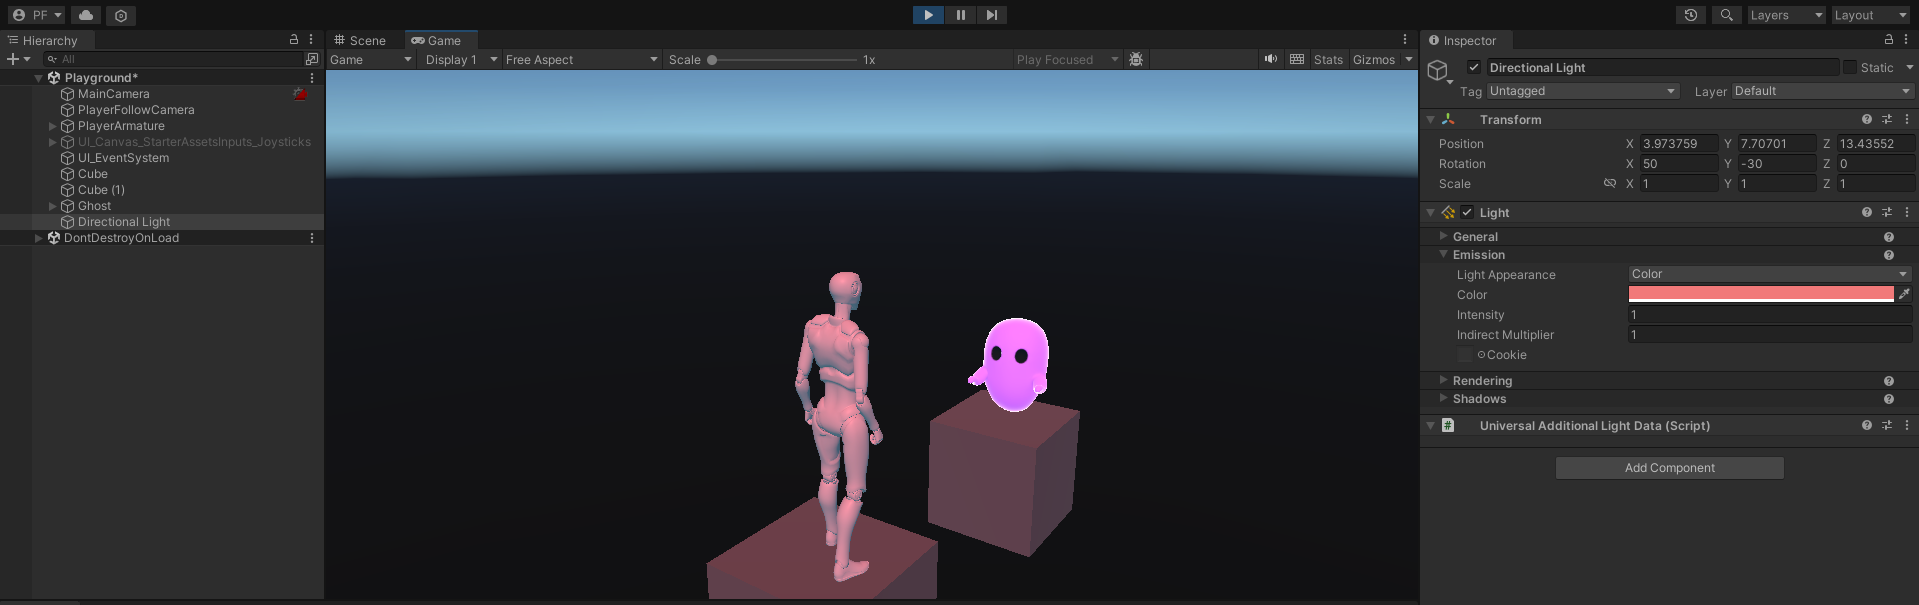 PF
Layers
Layout
Hierarchy
Scene
Game
Inspector
All
Game
Display 1
Free Aspect
Scale
1x
Play Focused
Stats
Gizmos
Playground*
MainCamera
PlayerFollowCamera
PlayerArmature
UI_Canvas_StarterAssetsInputs_Joysticks
UI_EventSystem
Cube
Cube (1)
Ghost
Directional Light
DontDestroyOnLoad
Directional Light
Static
Tag Untagged
Layer Default
Transform
Position X 3.973759 Y 7.70701 Z 13.43552
Rotation X 50 Y -30 Z 0
Scale X 1 Y 1 Z 1
Light
General
Emission
Light Appearance Color
Color
Intensity 1
Indirect Multiplier 1
Cookie
Rendering
Shadows
# Universal Additional Light Data (Script)
Add Component